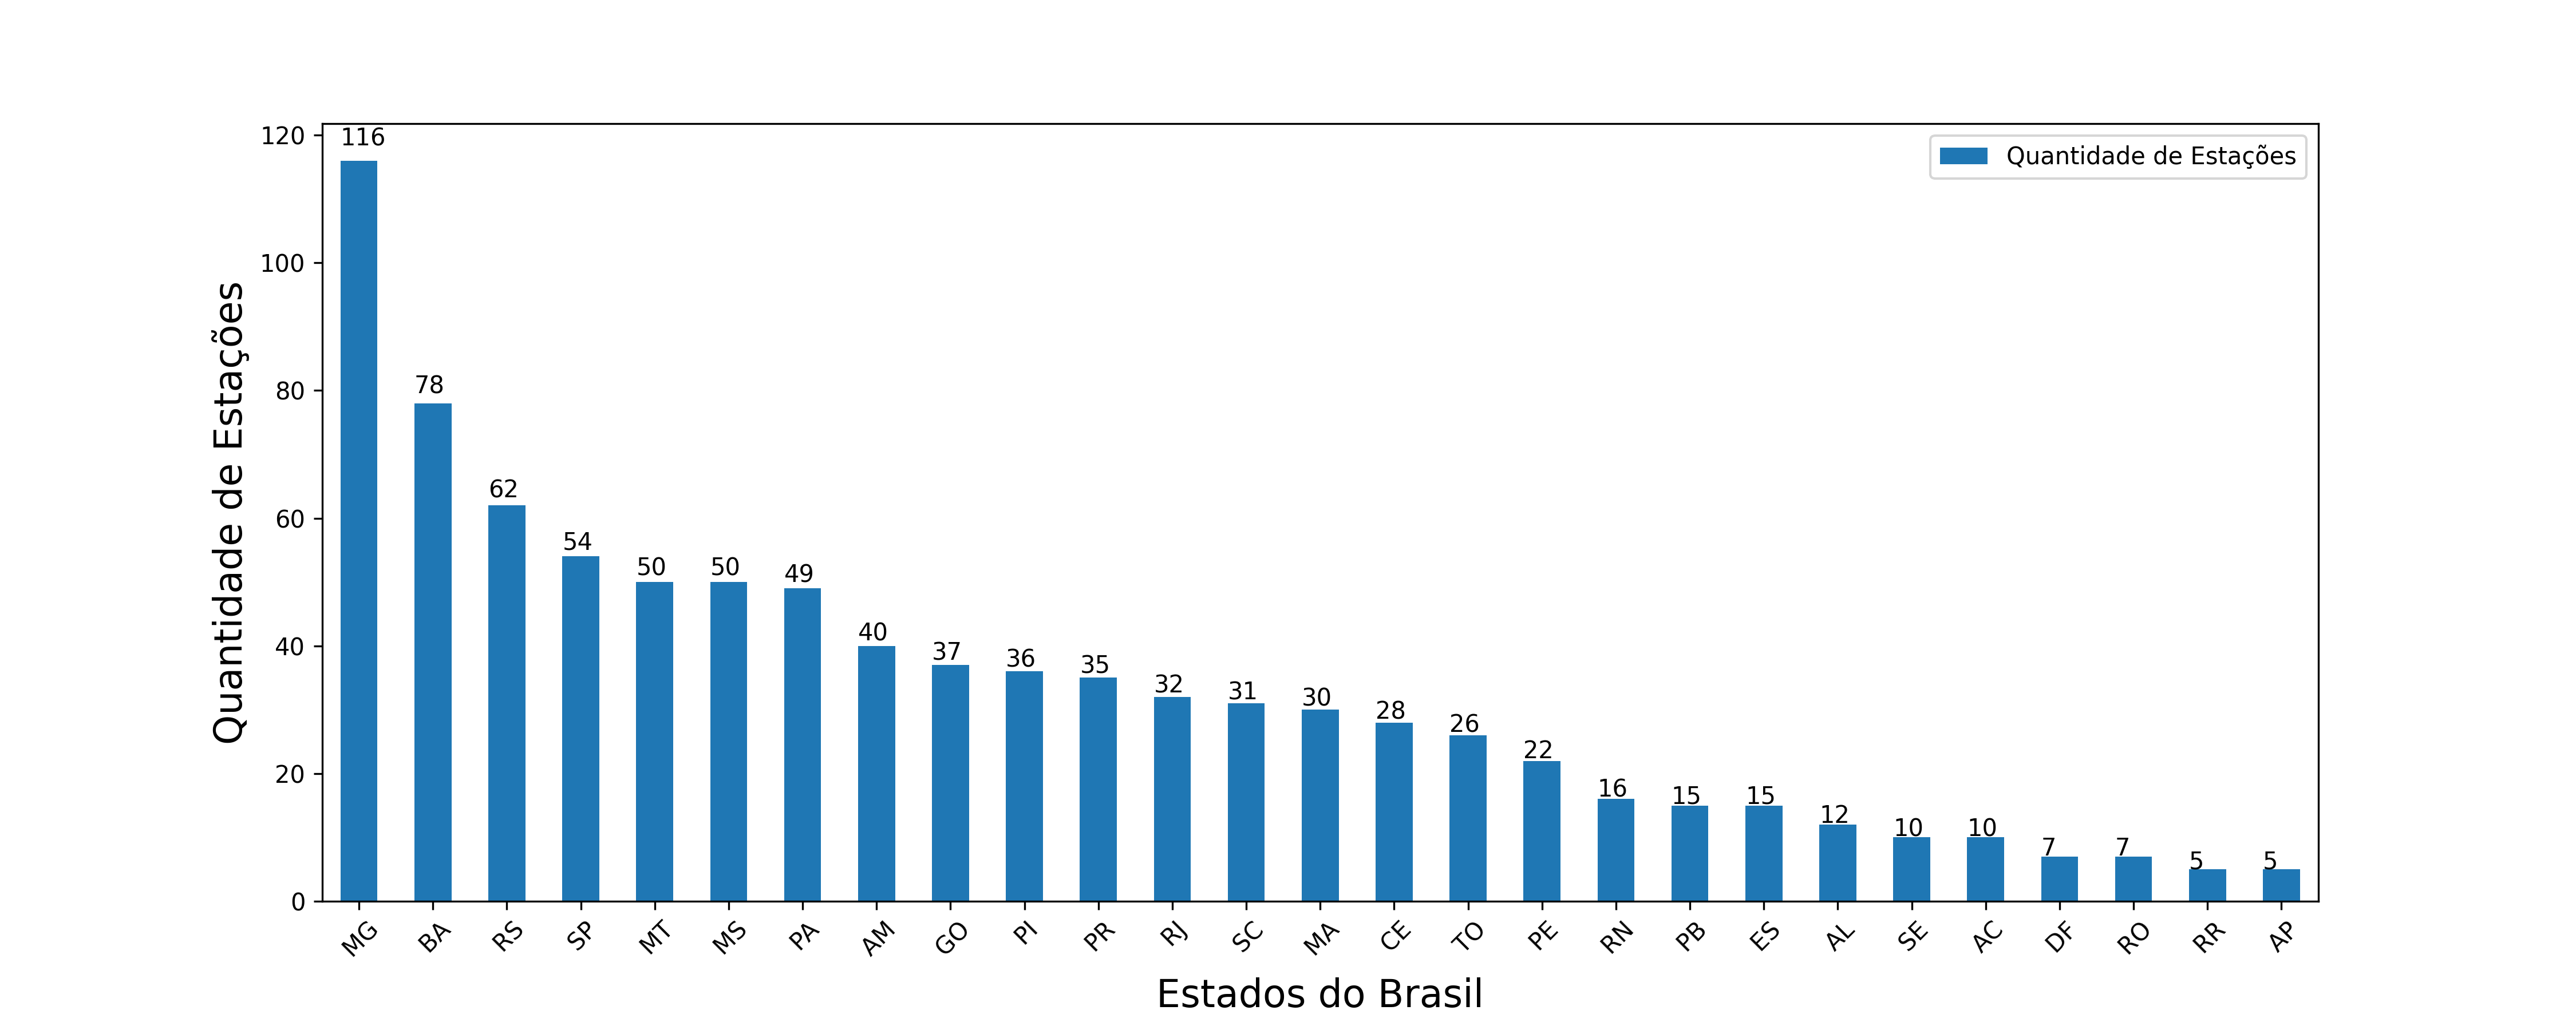 Quantidade de Estações
120
100
80
60
40
20
0
Quantidade de Estações
116
78
62
54
50
50
49
40
37
36
35
32
31
30
28
26
22
16
15
15
12
10
10
7
7
5
5
MG
BA
RS
SP
MT
MS
PA
AM
GO
PI
PR
RJ
SC
MA
CE
TO
PE
RN
PB
ES
AL
SE
AC
DF
RO
RR
AP
Estados do Brasil